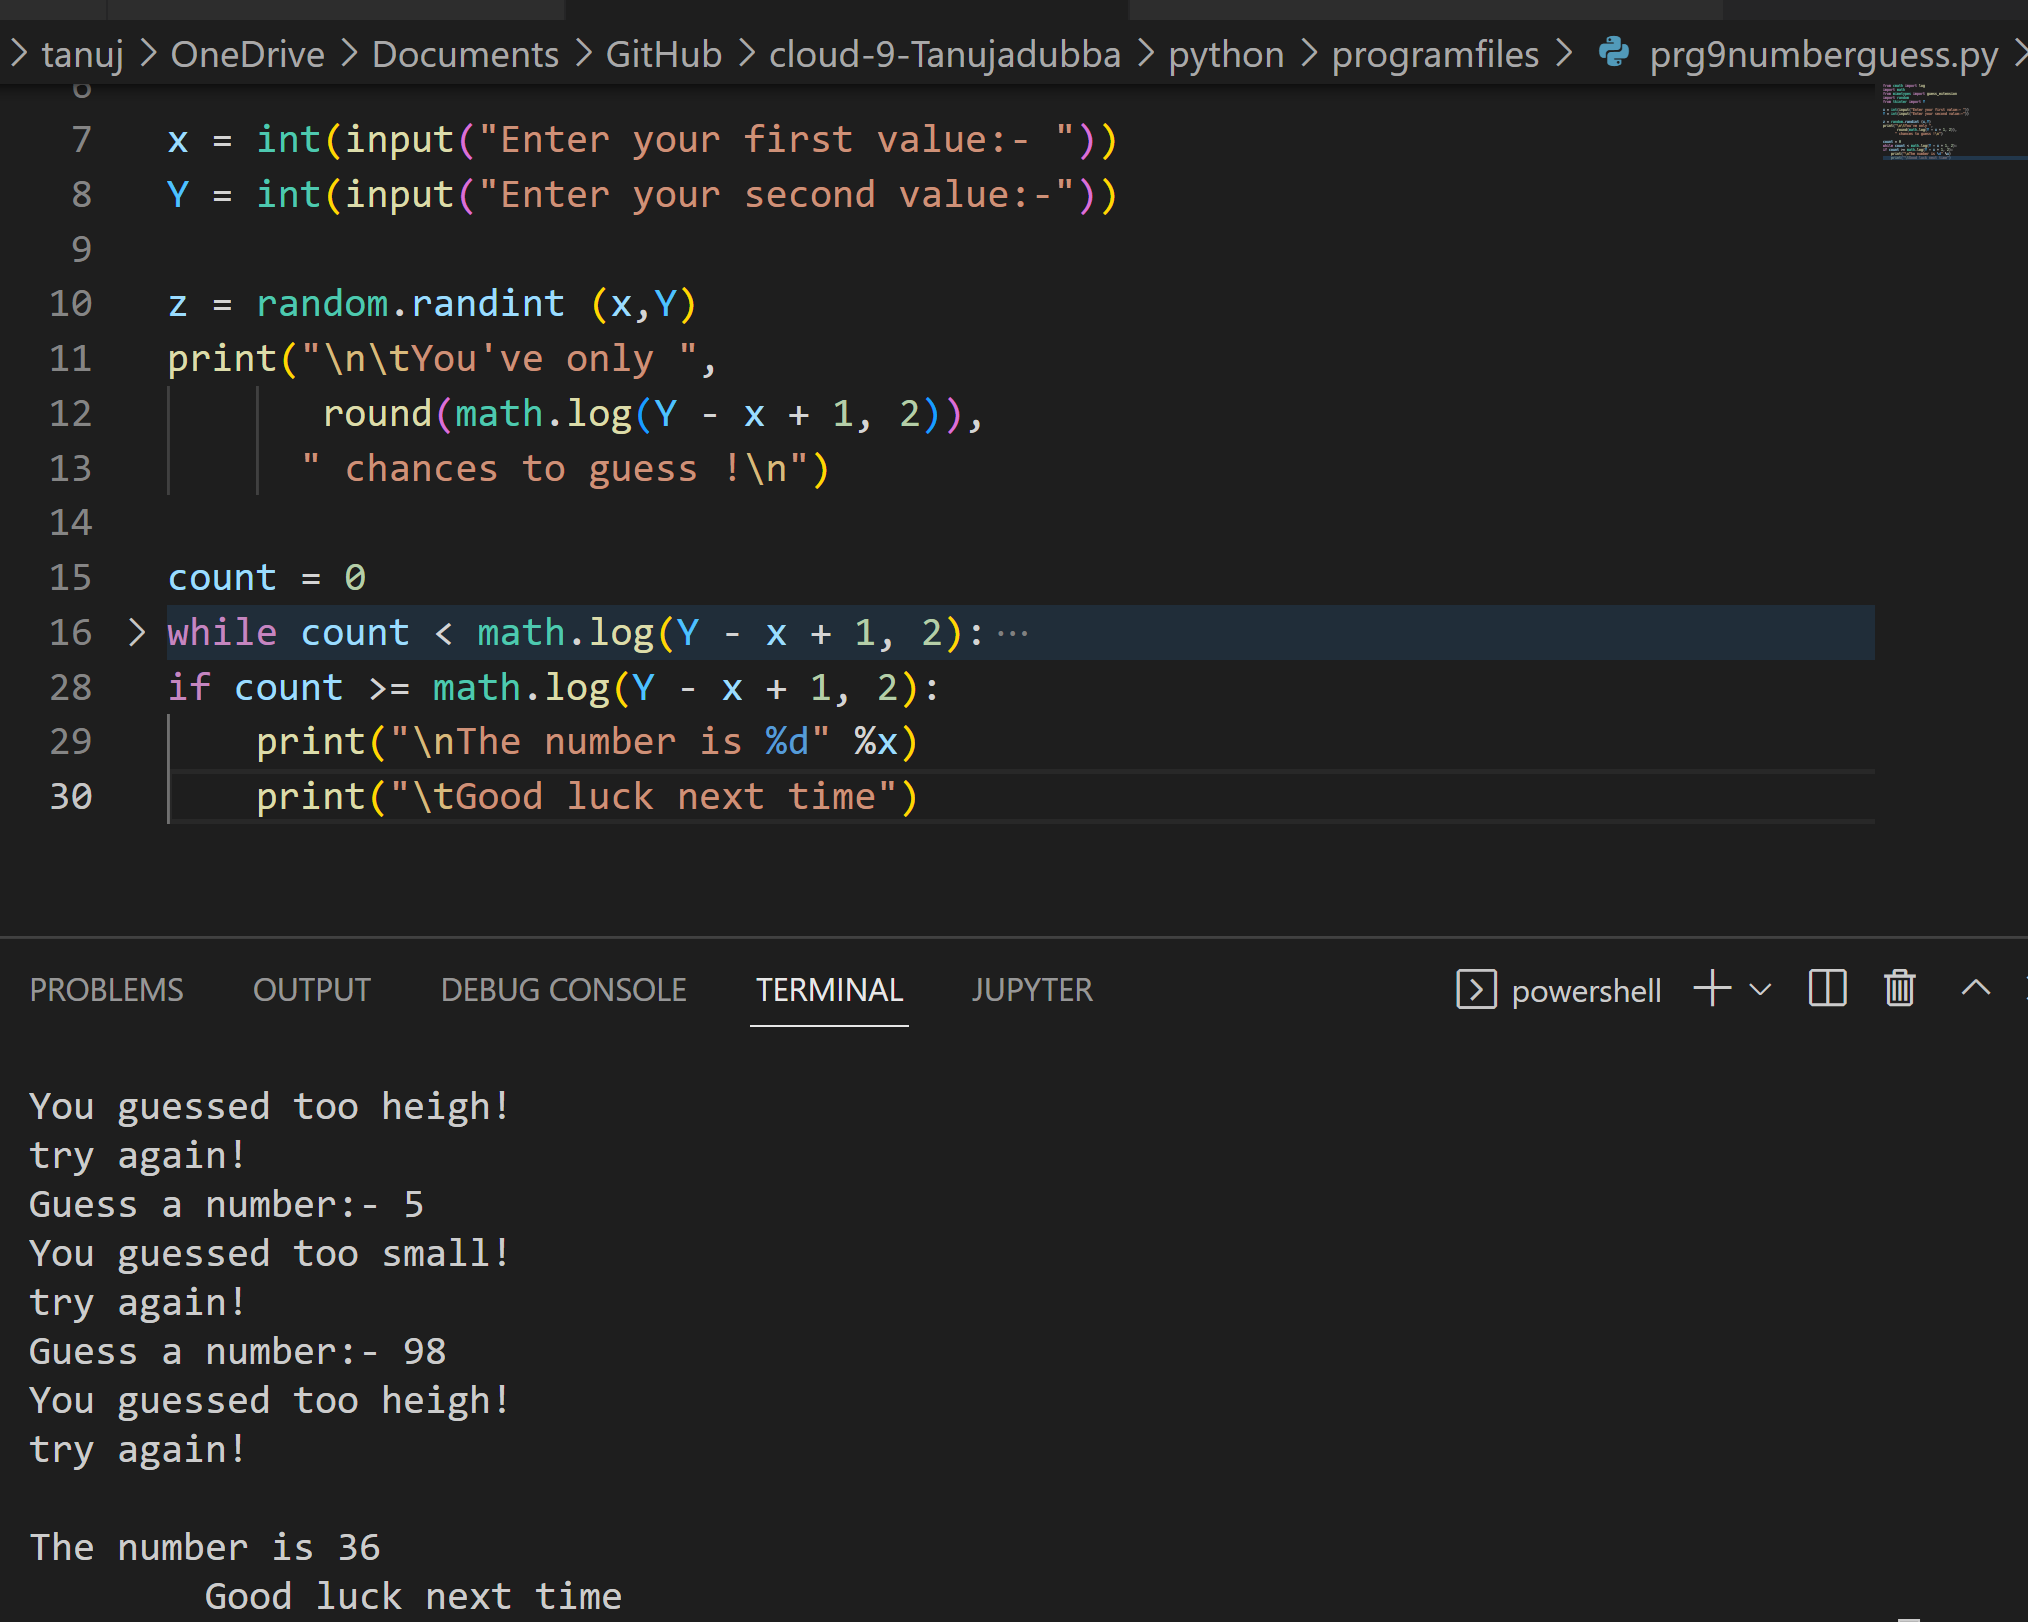 > tanuj > OneDrive > Documents > GitHub > cloud-9-Tanujadubba > python > programfiles > prg9numberguess.py >
6
7 x = int(input("Enter your first value:- "))
8 Y = int(input("Enter your second value:-"))
9
10 z = random.randint (x,Y)
11 print("\n\tYou've only ",
12 round(math.log(Y - x + 1, 2)),
13 " chances to guess !\n")
14
15 count = 0
16 > while count < math.log(Y - x + 1, 2):···
28 if count >= math.log(Y - x + 1, 2):
29 print("\nThe number is %d" %x)
30 print("\tGood luck next time")
PROBLEMS OUTPUT DEBUG CONSOLE TERMINAL JUPYTER powershell
You guessed too heigh!
try again!
Guess a number:- 5
You guessed too small!
try again!
Guess a number:- 98
You guessed too heigh!
try again!
The number is 36
Good luck next time